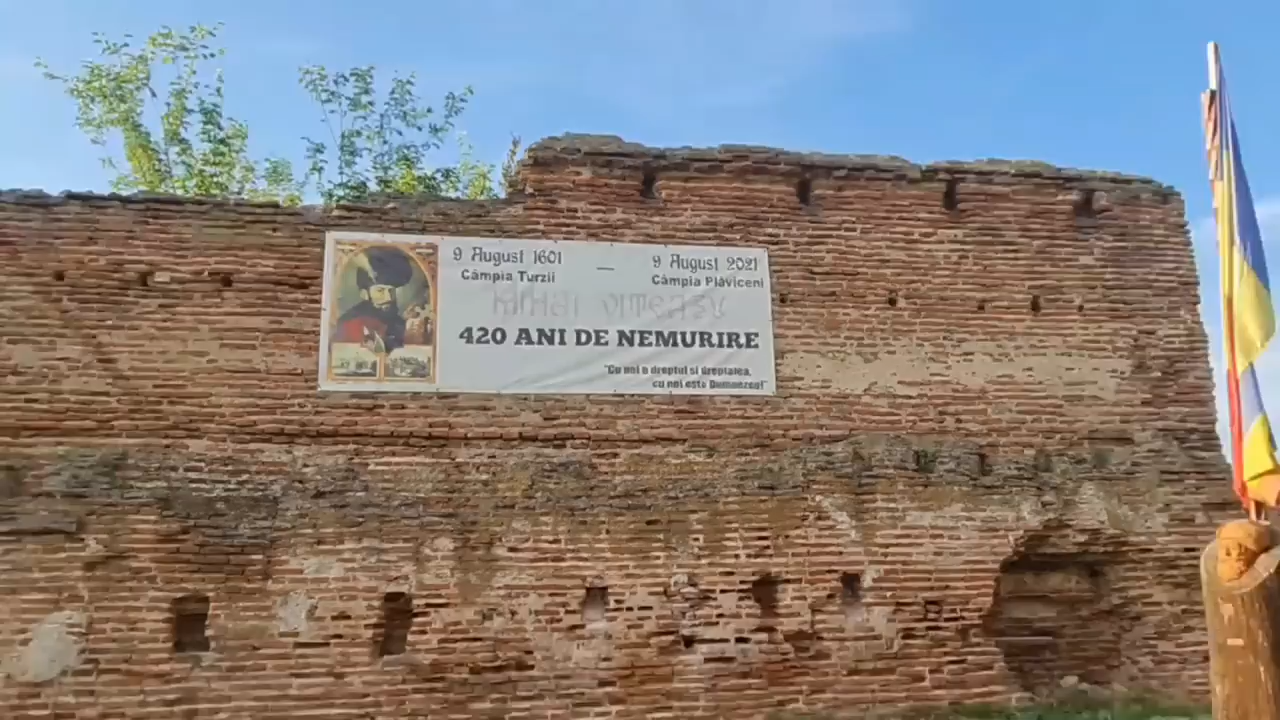 9 August 1601 — 9 August 2021
Câmpia Turzii Câmpia Plăviceni
MIHAI VITEAZU
420 ANI DE NEMURIRE
"Cu noi e dreptul si dreptatea,
cu noi este Dumnezeu!"